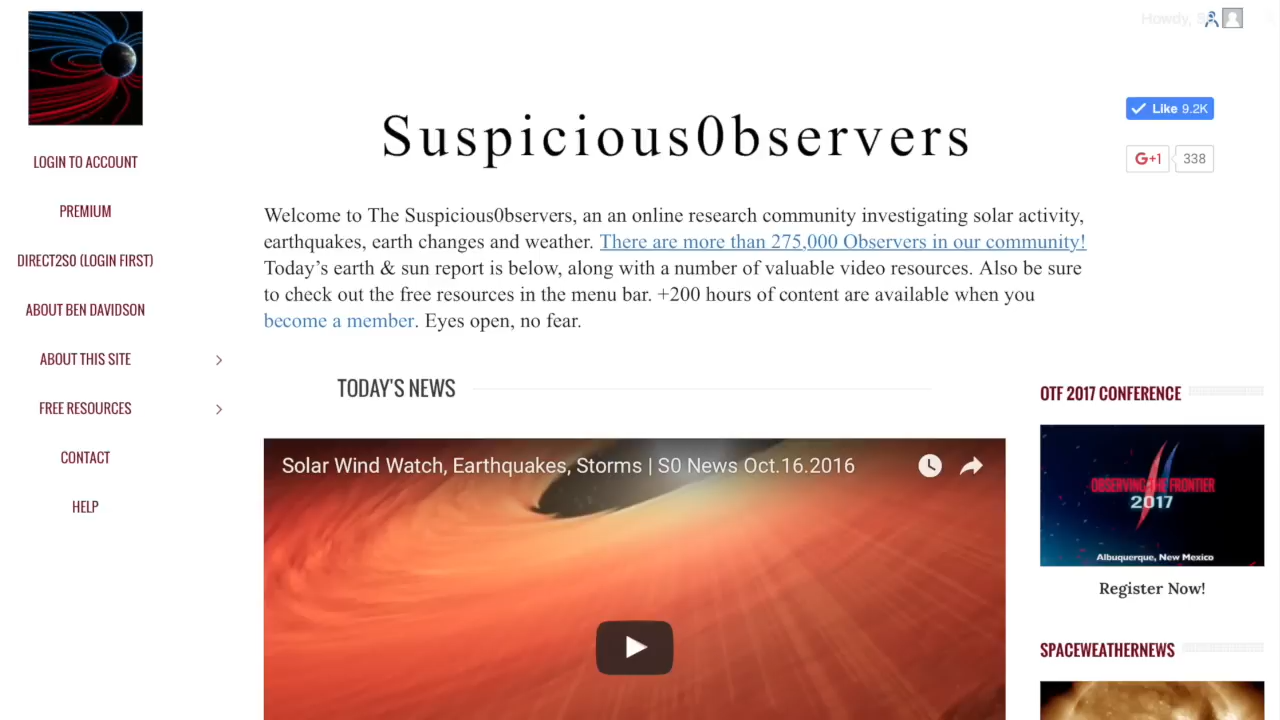 Howdy,
LOGIN TO ACCOUNT
PREMIUM
DIRECT2S0 (LOGIN FIRST)
ABOUT BEN DAVIDSON
ABOUT THIS SITE
FREE RESOURCES
CONTACT
HELP
Suspicious0bservers
Like 9.2K
G+1 338
Welcome to The Suspicious0bservers, an an online research community investigating solar activity,
earthquakes, earth changes and weather. There are more than 275,000 Observers in our community!
Today's earth & sun report is below, along with a number of valuable video resources. Also be sure
to check out the free resources in the menu bar. +200 hours of content are available when you
become a member. Eyes open, no fear.
TODAY'S NEWS
Solar Wind Watch, Earthquakes, Storms | S0 News Oct.16.2016
OTF 2017 CONFERENCE
OBSERVING THE FRONTIER
2017
Albuquerque, New Mexico
Register Now!
SPACEWEATHERNEWS